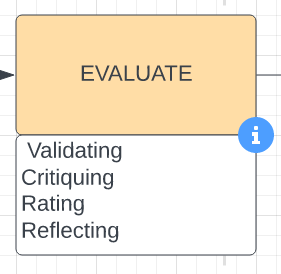 EVALUATE
Validating
Critiquing
Rating
Reflecting